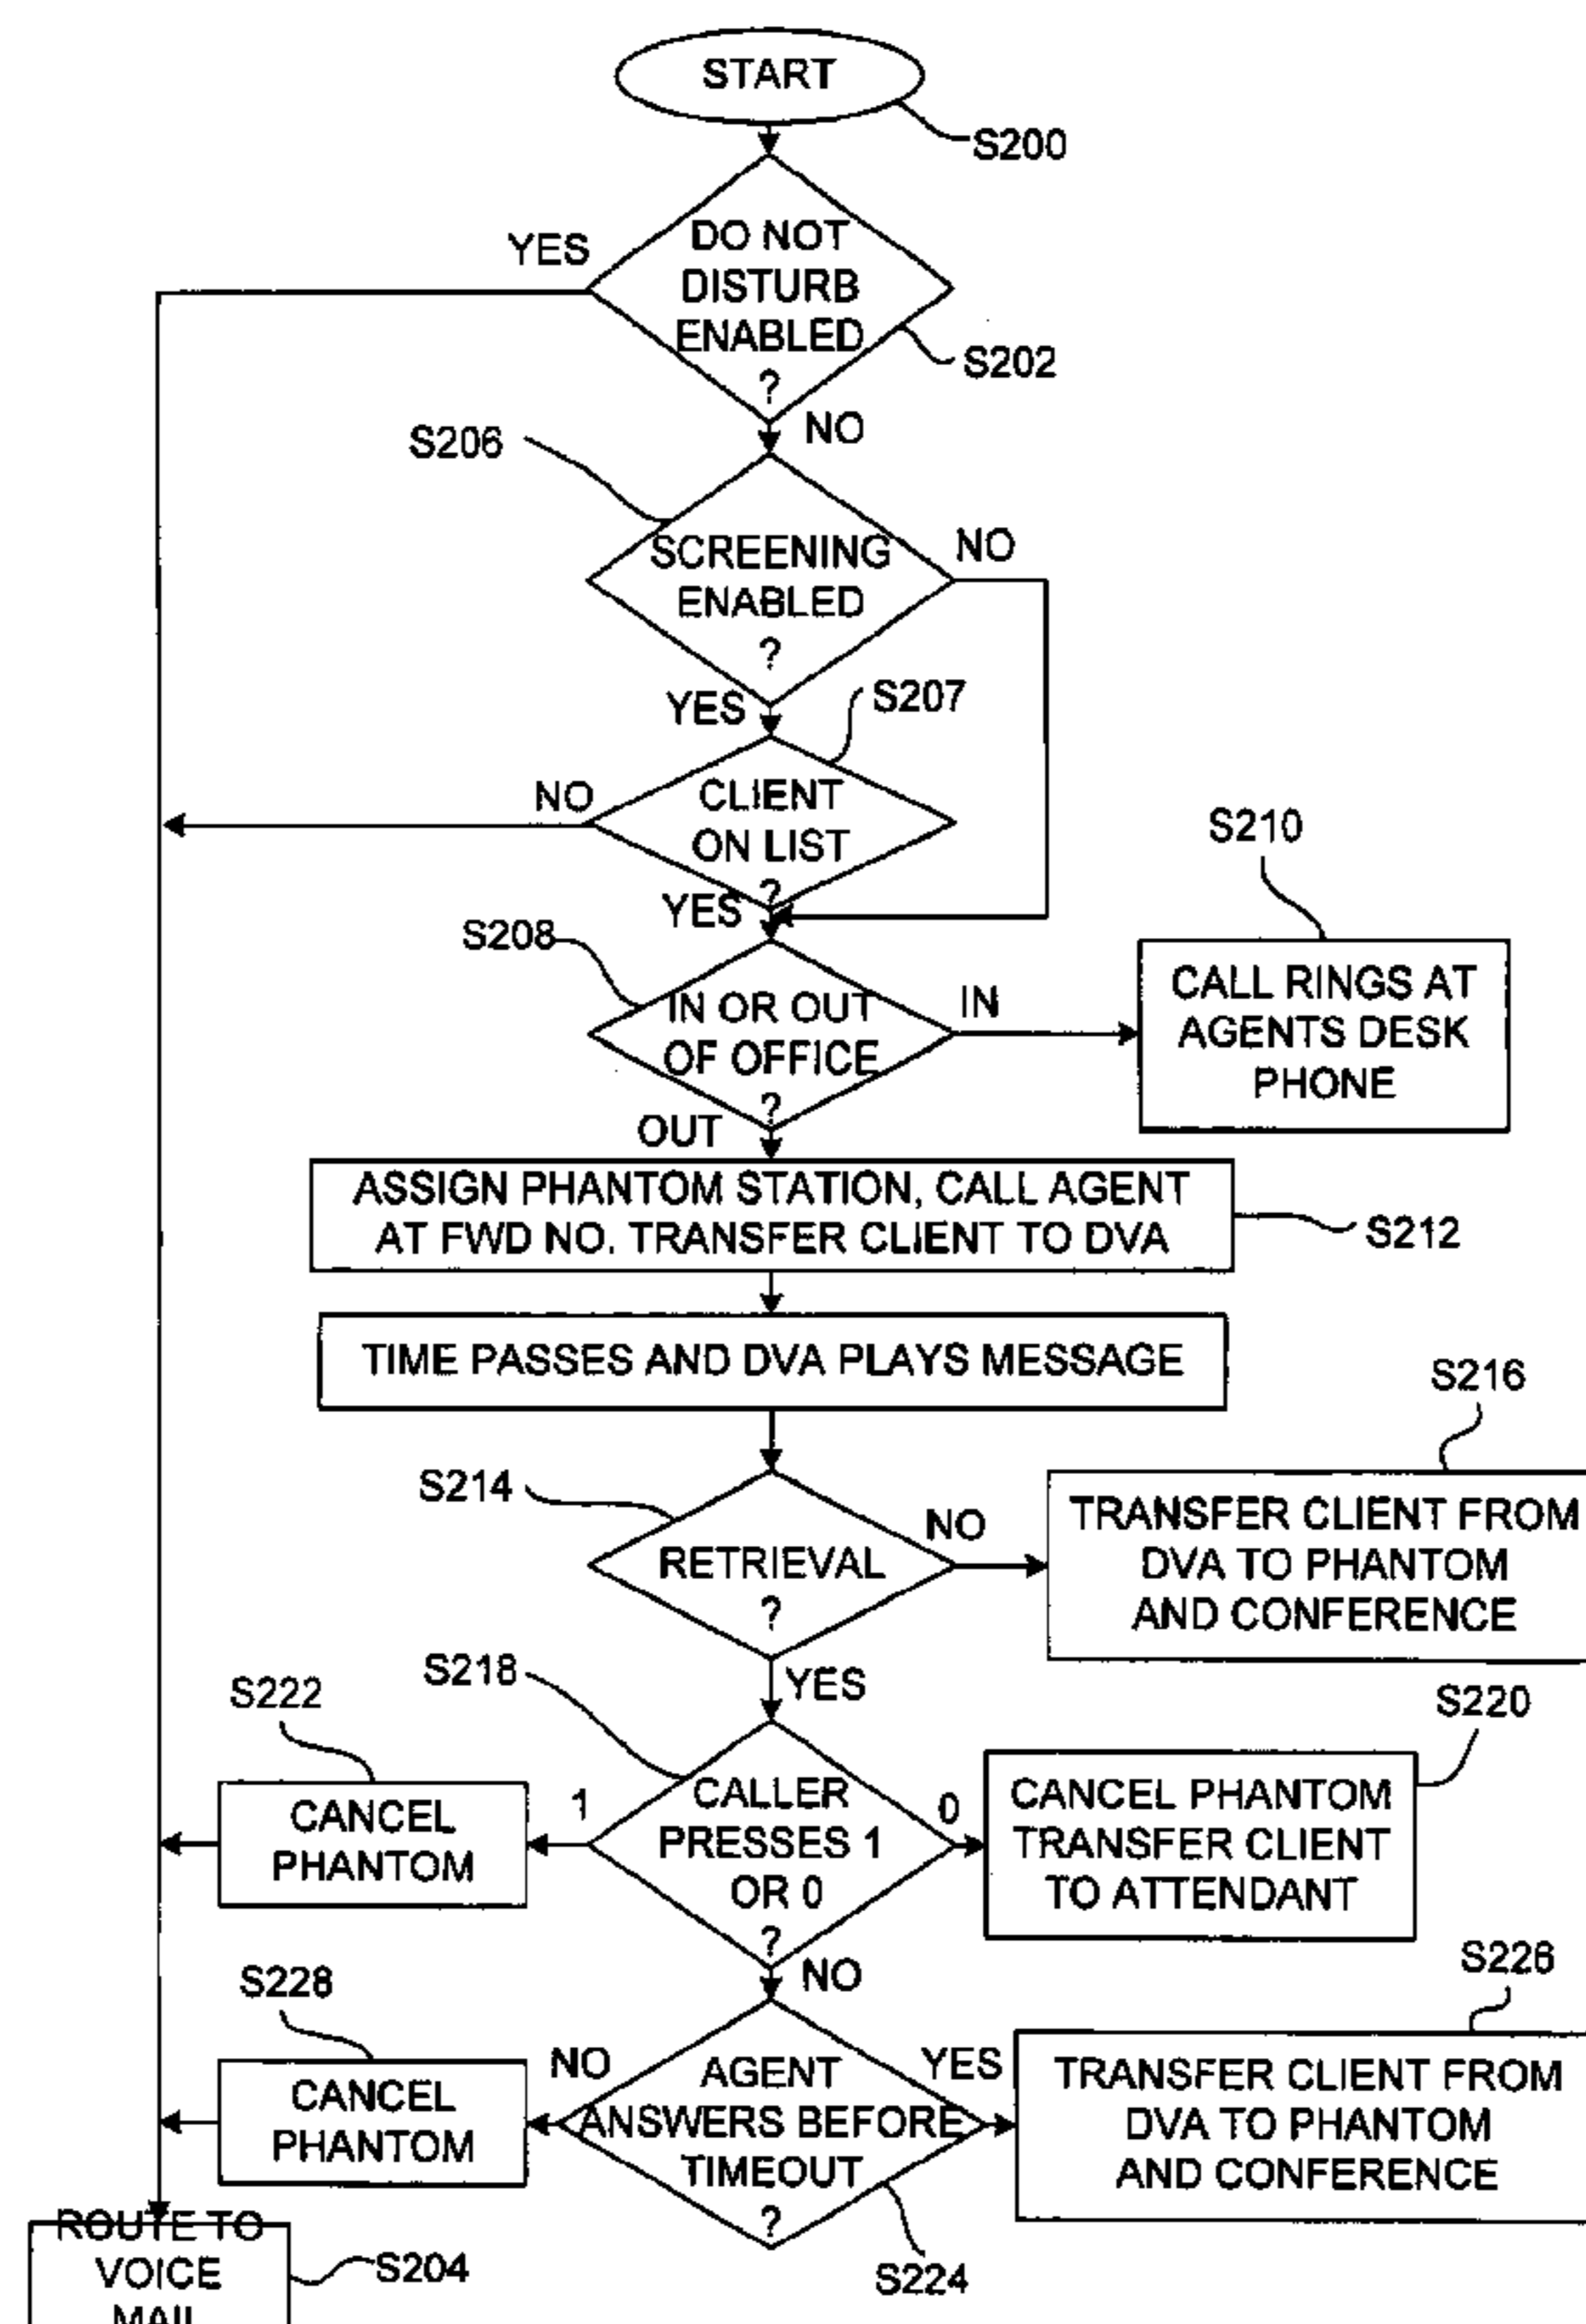 START
S200
YES
DO NOT
DISTURB
ENABLED
?
S202
NO
S206
SCREENING
ENABLED
?
NO
YES
S207
NO
CLIENT
ON LIST
?
YES
S208
IN OR OUT
OF OFFICE
?
IN
S210
CALL RINGS AT
AGENTS DESK
PHONE
OUT
ASSIGN PHANTOM STATION, CALL AGENT
AT FWD NO. TRANSFER CLIENT TO DVA
S212
TIME PASSES AND DVA PLAYS MESSAGE
S214
RETRIEVAL
?
NO
S216
TRANSFER CLIENT FROM
DVA TO PHANTOM
AND CONFERENCE
YES
S218
S222
CANCEL
PHANTOM
1
CALLER
PRESSES 1
OR 0
?
0
S220
CANCEL PHANTOM
TRANSFER CLIENT
TO ATTENDANT
NO
S228
CANCEL
PHANTOM
NO
AGENT
ANSWERS BEFORE
TIMEOUT
?
YES
S226
TRANSFER CLIENT FROM
DVA TO PHANTOM
AND CONFERENCE
S224
ROUTE TO
VOICE
MAIL
S204